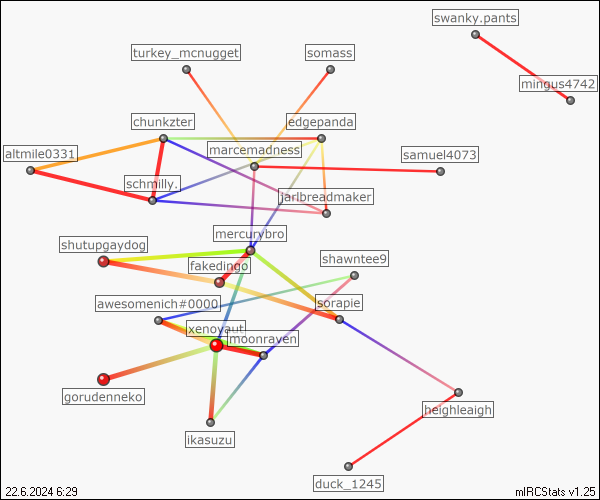 swanky.pants
turkey_mcnugget
somass
mingus4742
chunkzter
edgepanda
altmile0331
marcemadness
samuel4073
schmilly.
jarlbreadmaker
mercurybro
shutupgaydog
fakedingo
shawntee9
awesomenich#0000
sorapie
xenoyaut
moonraven
gorudenneko
heighleaigh
ikasuzu
duck_1245
22.6.2024 6:29
mIRCStats v1.25